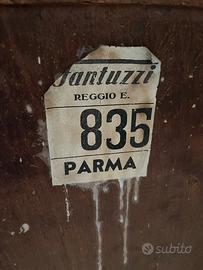 Fantuzzi
REGGIO E.
835
PARMA
subito